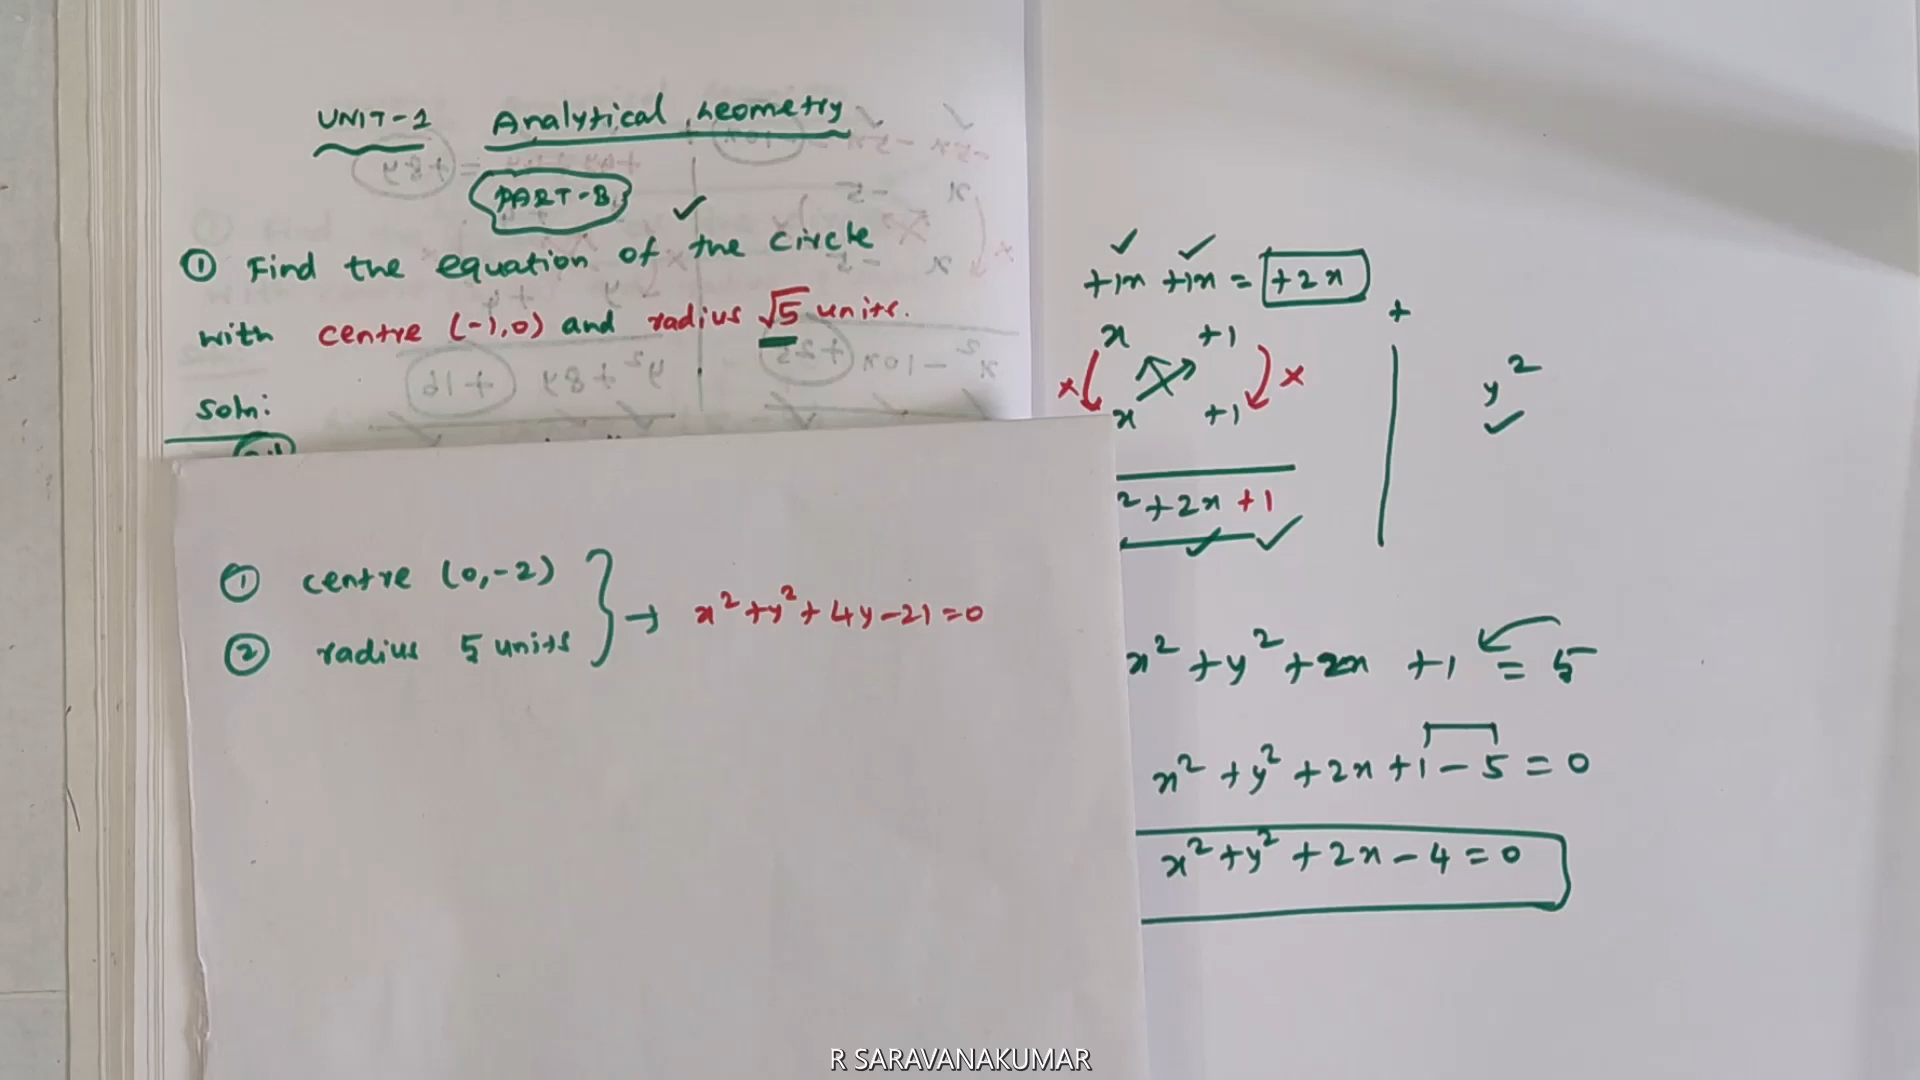 UNIT-1 Analytical Geometry
PART-B
① Find the equation of the circle
with centre (-1,0) and radius √5 units.
Soln:
① centre (0,-2)
② radius 5 units
→ x² + y² + 4y - 21 = 0
+1x +1x = +2x
+
x +1
× ×
x +1
y²
² + 2x + 1
x² + y² + 2x + 1 = 5
x² + y² + 2x + 1 - 5 = 0
x² + y² + 2x - 4 = 0
R SARAVANAKUMAR